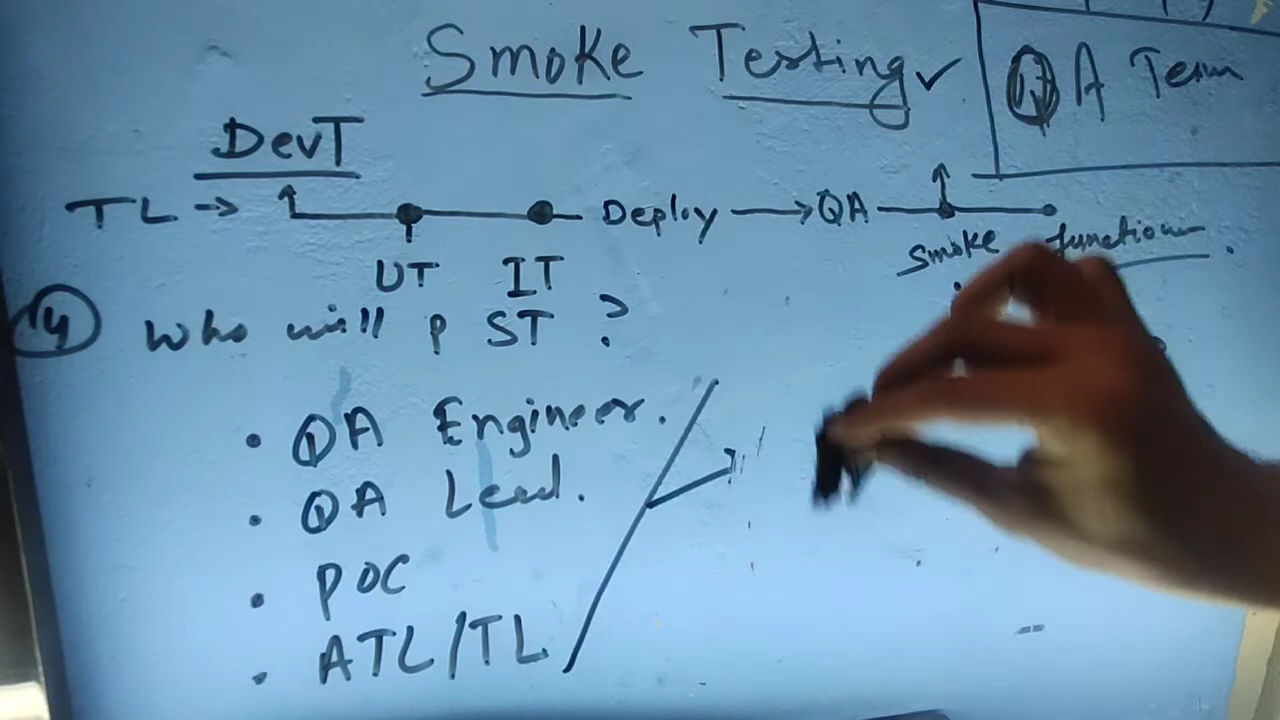 Smoke Testing ✓
QA Team
DevT
TL → Deploy → QA
Smoke function
UT IT
14 Who will p ST ?
• QA Engineer.
• QA Lead.
• POC
• ATL/TL